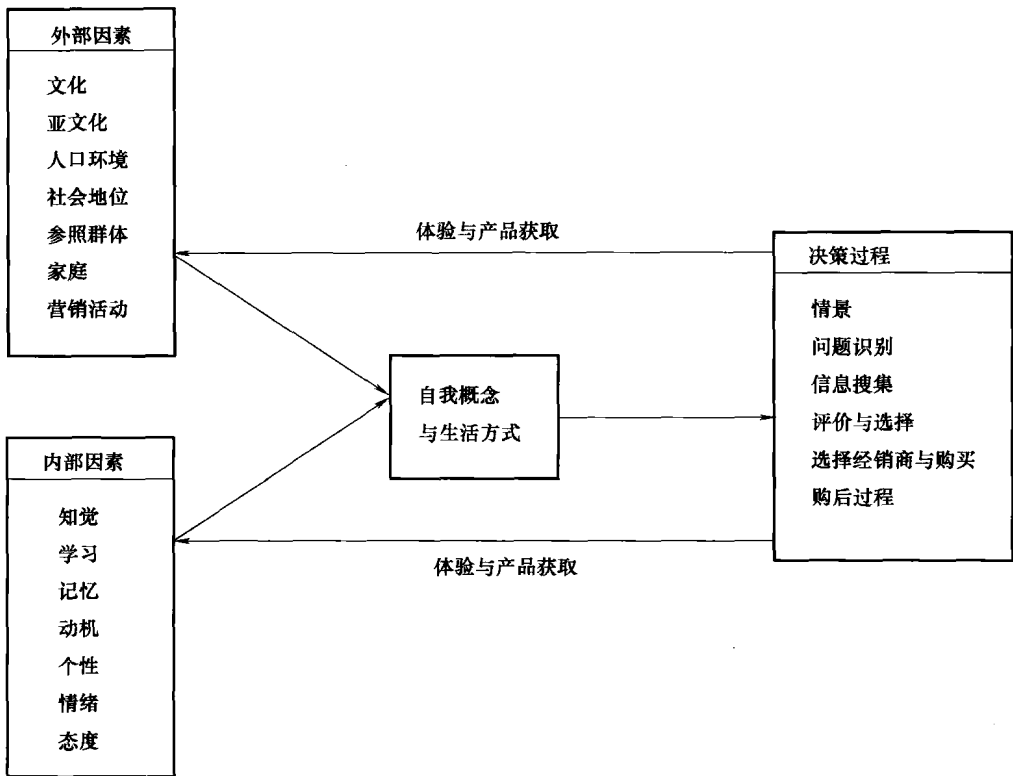 外部因素
文化
亚文化
人口环境
社会地位
参照群体
家庭
营销活动
体验与产品获取
决策过程
情景
问题识别
信息搜集
评价与选择
选择经销商与购买
购后过程
自我概念
与生活方式
内部因素
知觉
学习
记忆
动机
个性
情绪
态度
体验与产品获取